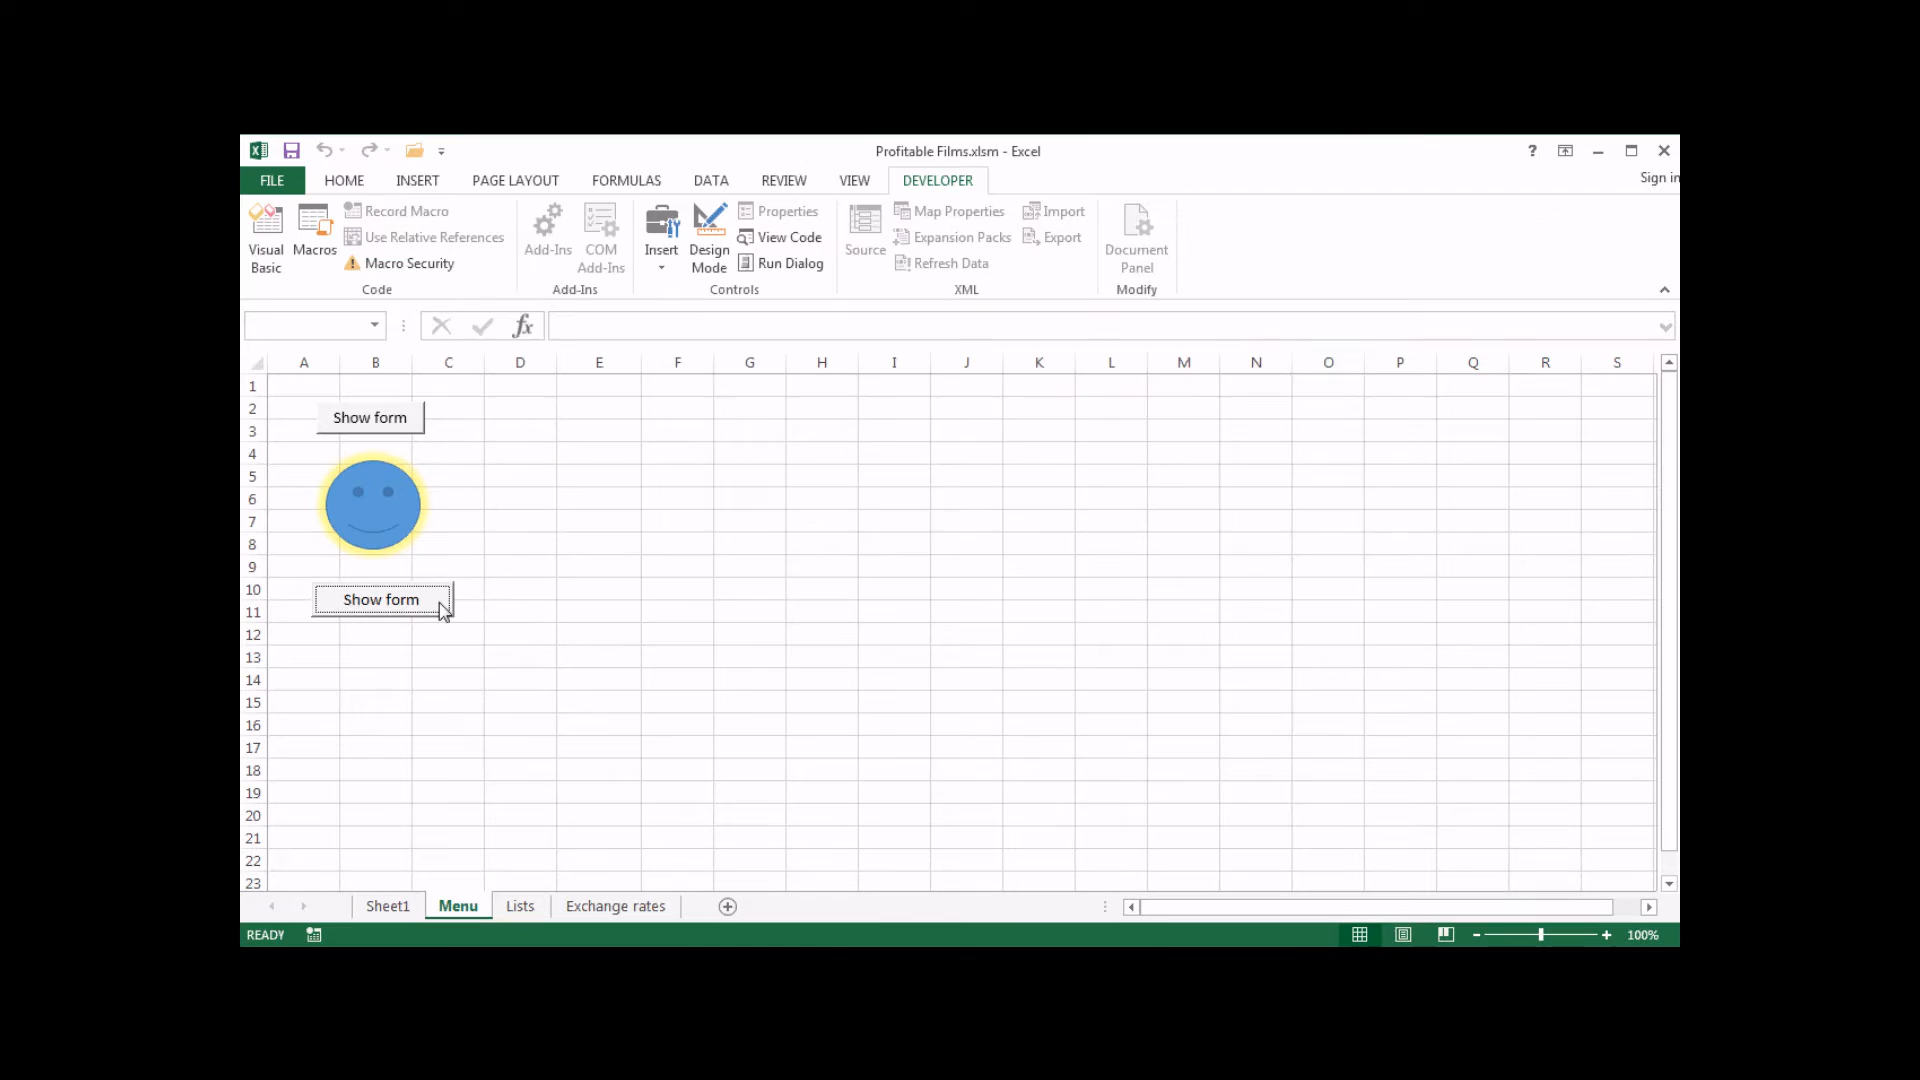 Profitable Films.xlsm - Excel
?
FILE HOME INSERT PAGE LAYOUT FORMULAS DATA REVIEW VIEW DEVELOPER Sign in
Visual Basic
Macros
Record Macro
Use Relative References
Macro Security
Code
Add-Ins
COM Add-Ins
Add-Ins
Insert
Design Mode
Properties
View Code
Run Dialog
Controls
Source
Map Properties
Expansion Packs
Refresh Data
Import
Export
XML
Document Panel
Modify
fx
A B C D E F G H I J K L M N O P Q R S
1
2
Show form
3
4
5
6
7
8
9
10
Show form
11
12
13
14
15
16
17
18
19
20
21
22
23
Sheet1 Menu Lists Exchange rates
READY 100%